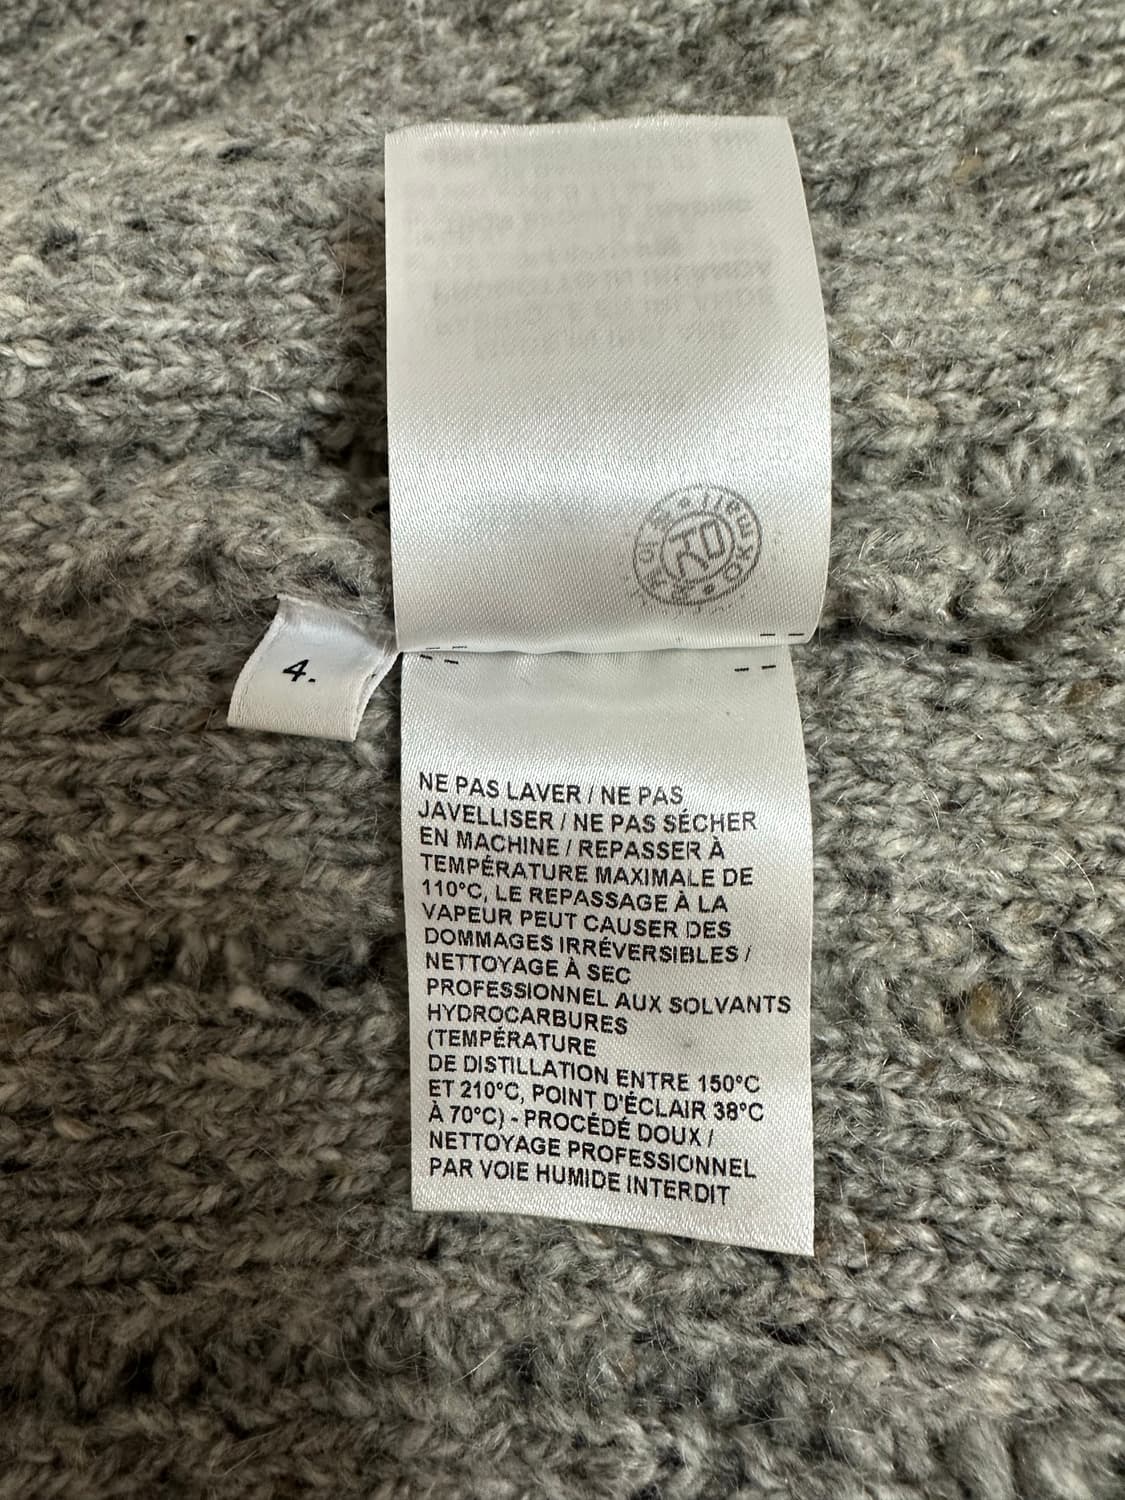 4.
NE PAS LAVER / NE PAS
JAVELLISER / NE PAS SÉCHER
EN MACHINE / REPASSER À
TEMPÉRATURE MAXIMALE DE
110°C, LE REPASSAGE À LA
VAPEUR PEUT CAUSER DES
DOMMAGES IRRÉVERSIBLES /
NETTOYAGE À SEC
PROFESSIONNEL AUX SOLVANTS
HYDROCARBURES
(TEMPÉRATURE
DE DISTILLATION ENTRE 150°C
ET 210°C, POINT D'ÉCLAIR 38°C
À 70°C) - PROCÉDÉ DOUX /
NETTOYAGE PROFESSIONNEL
PAR VOIE HUMIDE INTERDIT